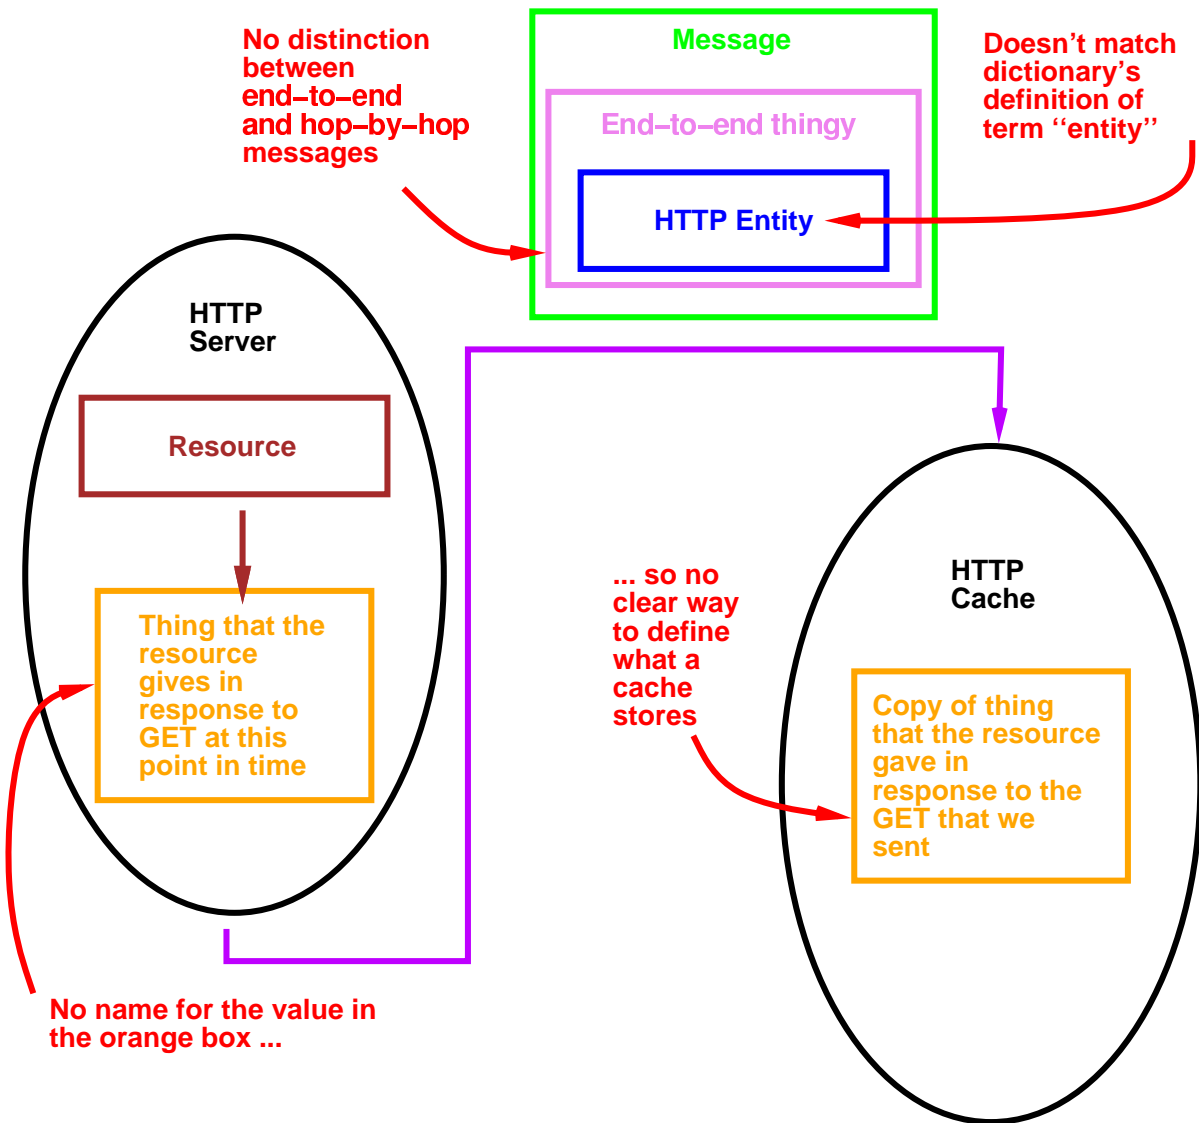 No distinction
between
end–to–end
and hop–by–hop
messages
Message
End–to–end thingy
HTTP Entity
Doesn’t match
dictionary’s
definition of
term ‘‘entity’’
HTTP
Server
Resource
Thing that the
resource
gives in
response to
GET at this
point in time
No name for the value in
the orange box ...
... so no
clear way
to define
what a
cache
stores
HTTP
Cache
Copy of thing
that the resource
gave in
response to the
GET that we
sent